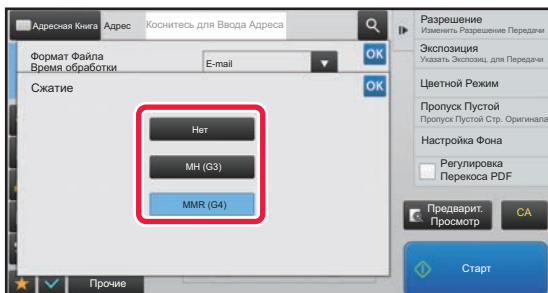 Адресная Книга Адрес Коснитесь для Ввода Адреса
Формат Файла
Время обработки
E-mail
OK
Сжатие
OK
Нет
MH (G3)
MMR (G4)
Прочие
Разрешение
Изменить Разрешение Передачи
Экспозиция
Указать Экспозиц. для Передачи
Цветной Режим
Пропуск Пустой
Пропуск Пустой Стр. Оригинала
Настройка Фона
Регулировка
Перекоса PDF
Предварит.
Просмотр
CA
Старт